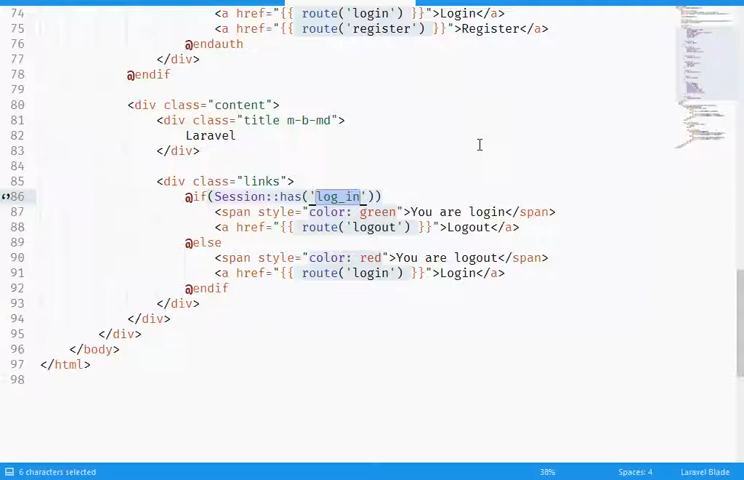 74 <a href="{{ route('login') }}">Login</a>
75 <a href="{{ route('register') }}">Register</a>
76 @endauth
77 </div>
78 @endif
79
80 <div class="content">
81 <div class="title m-b-md">
82 Laravel
83 </div>
84
85 <div class="links">
86 @if(Session::has('log_in'))
87 <span style="color: green">You are login</span>
88 <a href="{{ route('logout') }}">Logout</a>
89 @else
90 <span style="color: red">You are logout</span>
91 <a href="{{ route('login') }}">Login</a>
92 @endif
93 </div>
94 </div>
95 </div>
96 </body>
97 </html>
98
6 characters selected 38% Spaces: 4 Laravel Blade